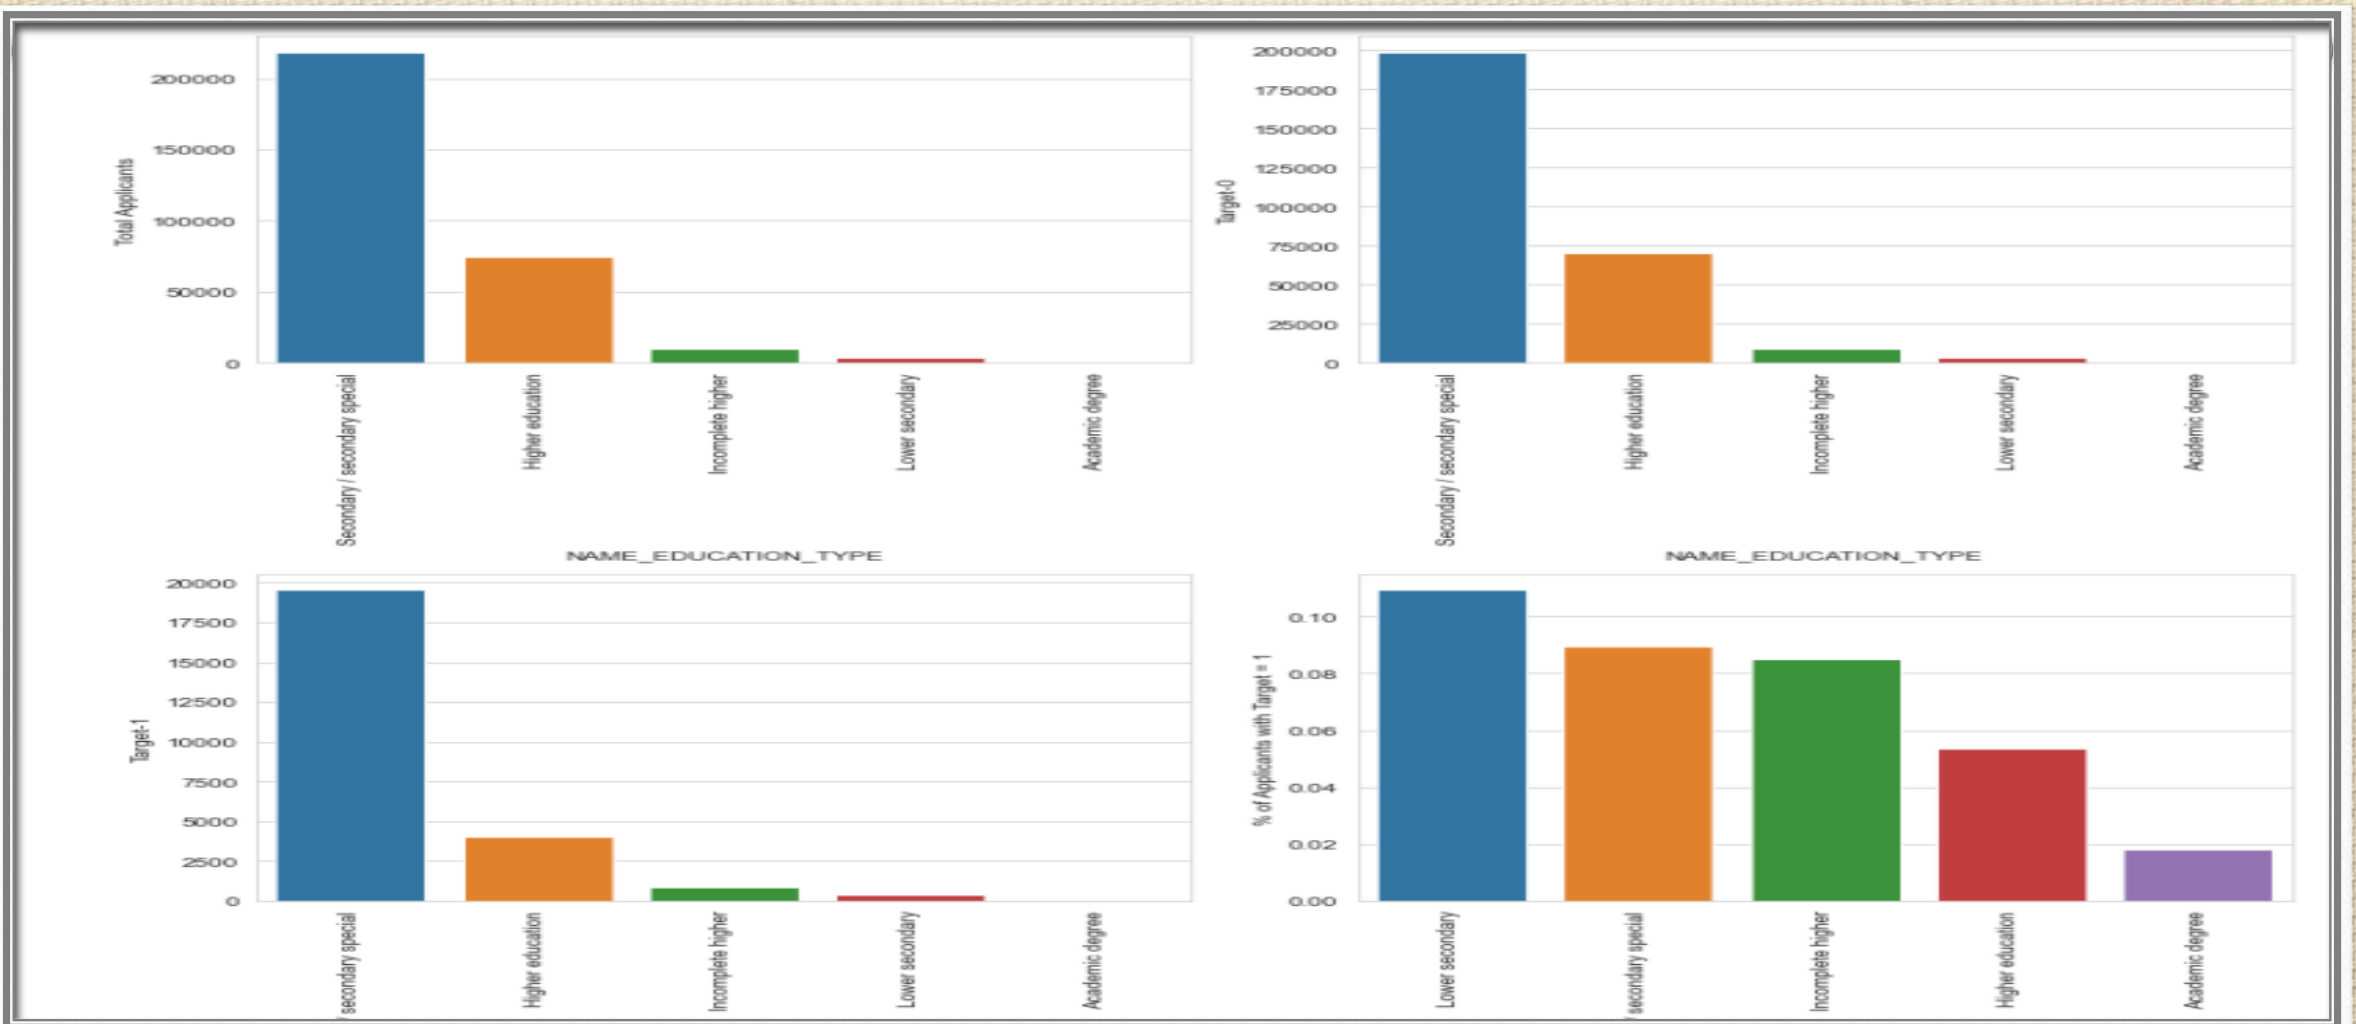 Total Applicants
200000
150000
100000
50000
0
Secondary / secondary special
Higher education
Incomplete higher
Lower secondary
Academic degree
NAME_EDUCATION_TYPE
Target-0
200000
175000
150000
125000
100000
75000
50000
25000
0
Secondary / secondary special
Higher education
Incomplete higher
Lower secondary
Academic degree
NAME_EDUCATION_TYPE
Target-1
20000
17500
15000
12500
10000
7500
5000
2500
0
/ secondary special
Higher education
Incomplete higher
Lower secondary
Academic degree
% of Applicants with Target = 1
0.10
0.08
0.06
0.04
0.02
0.00
Lower secondary
/ secondary special
Incomplete higher
Higher education
Academic degree